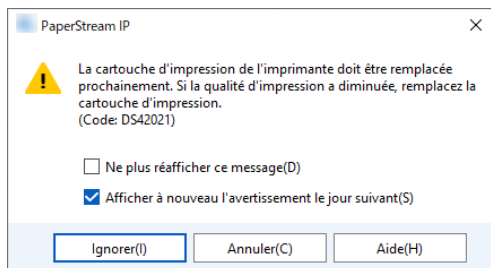 PaperStream IP
La cartouche d'impression de l'imprimante doit être remplacée
prochainement. Si la qualité d'impression a diminuée, remplacez la
cartouche d'impression.
(Code: DS42021)
Ne plus réafficher ce message(D)
Afficher à nouveau l'avertissement le jour suivant(S)
Ignorer(I) Annuler(C) Aide(H)